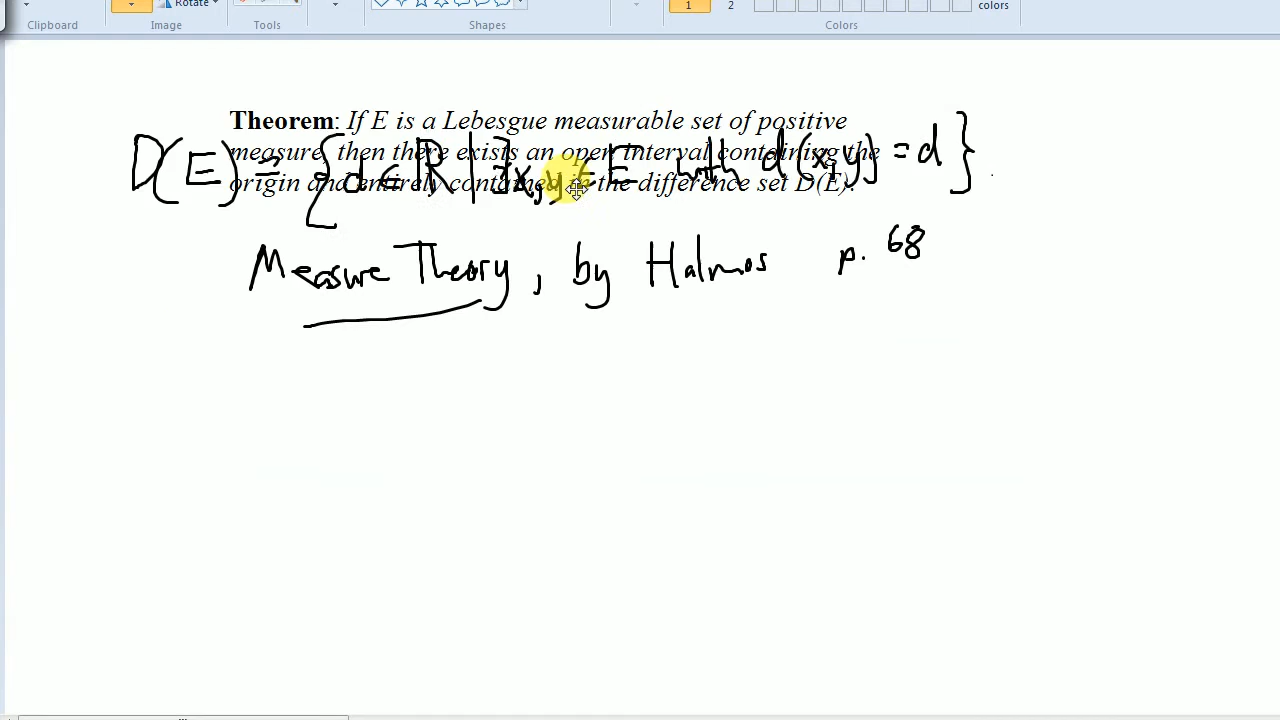 Rotate
1
2
colors
Clipboard
Image
Tools
Shapes
Colors
Theorem: If E is a Lebesgue measurable set of positive
measure, then there exisis an open interval containing the
origin and entirely contained in the difference set D(E).
D(E) = {d ∈ ℝ | ∃x,y ∈ E with d(x,y) = d}
Measure Theory, by Halmos p. 68